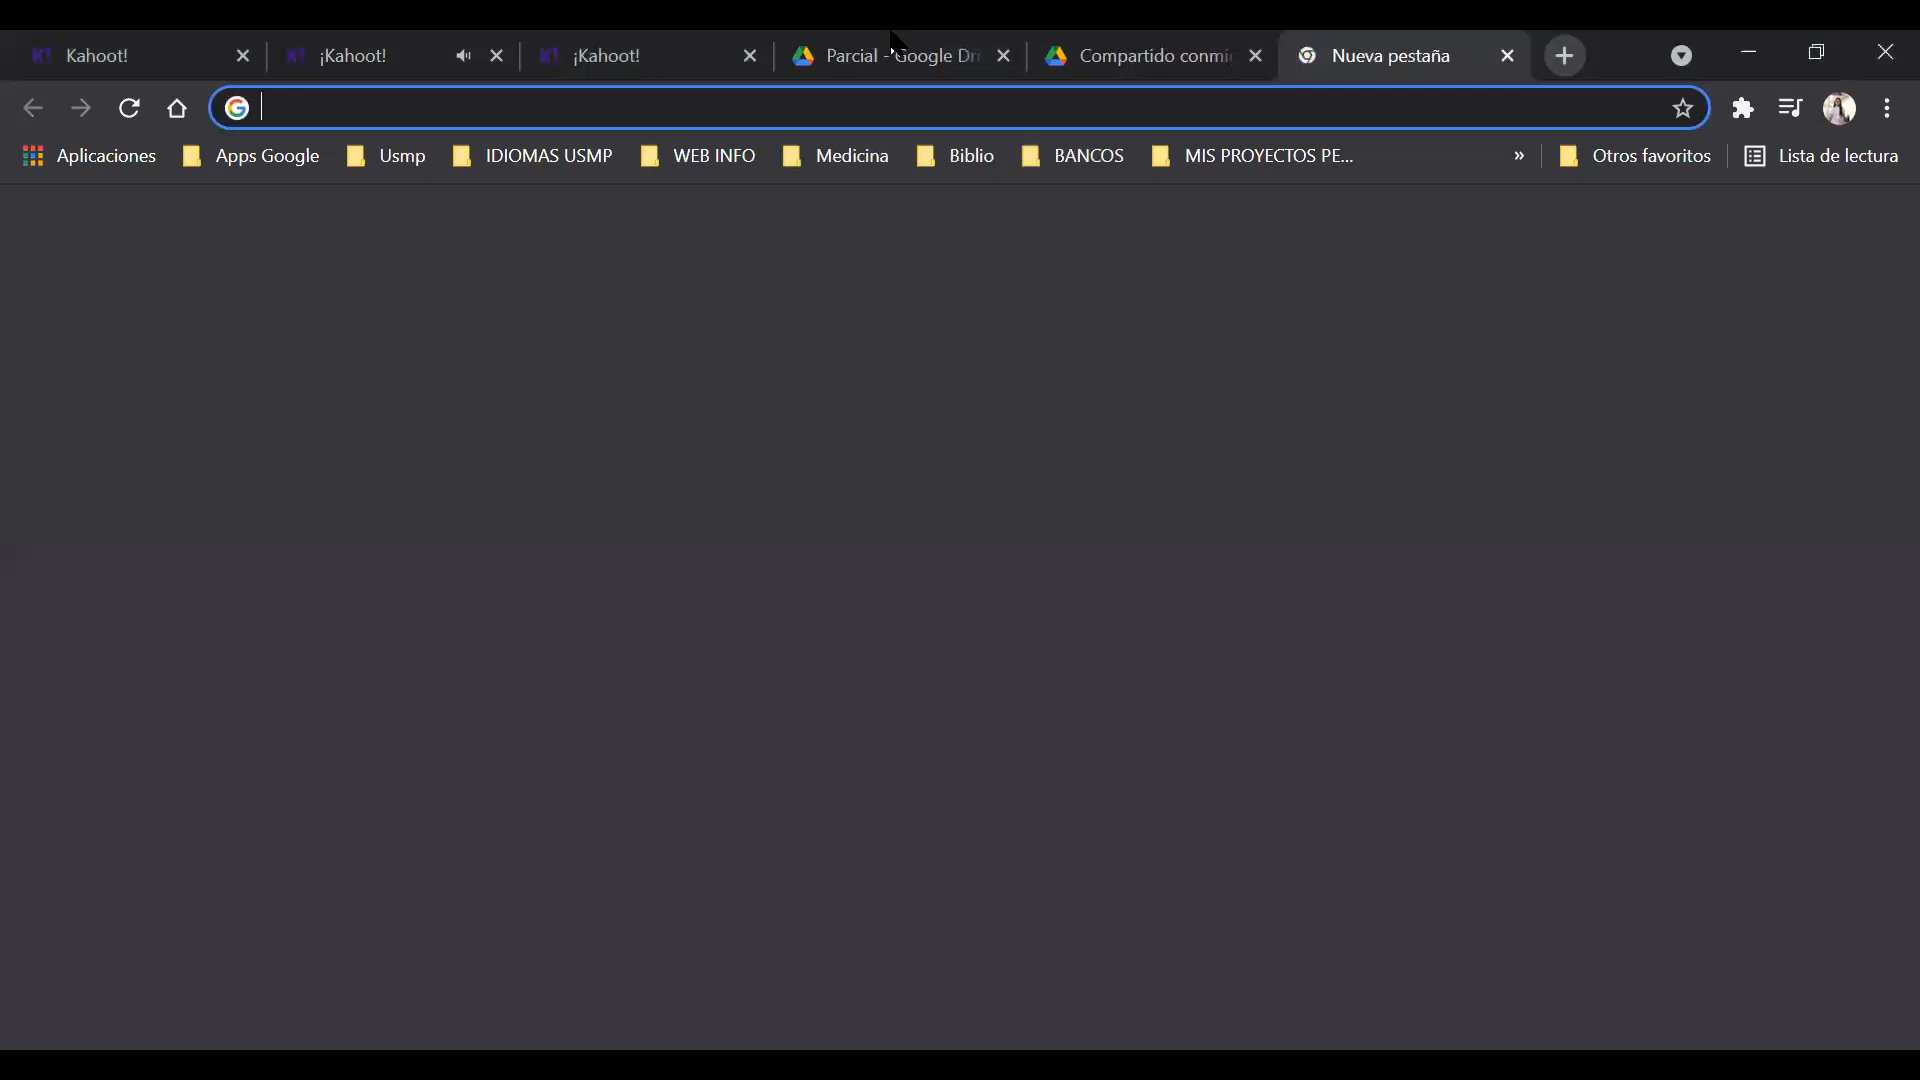 Kahoot! ¡Kahoot! ¡Kahoot! Parcial - Google Dri Compartido conmi Nueva pestaña
Aplicaciones Apps Google Usmp IDIOMAS USMP WEB INFO Medicina Biblio BANCOS MIS PROYECTOS PE... » Otros favoritos Lista de lectura